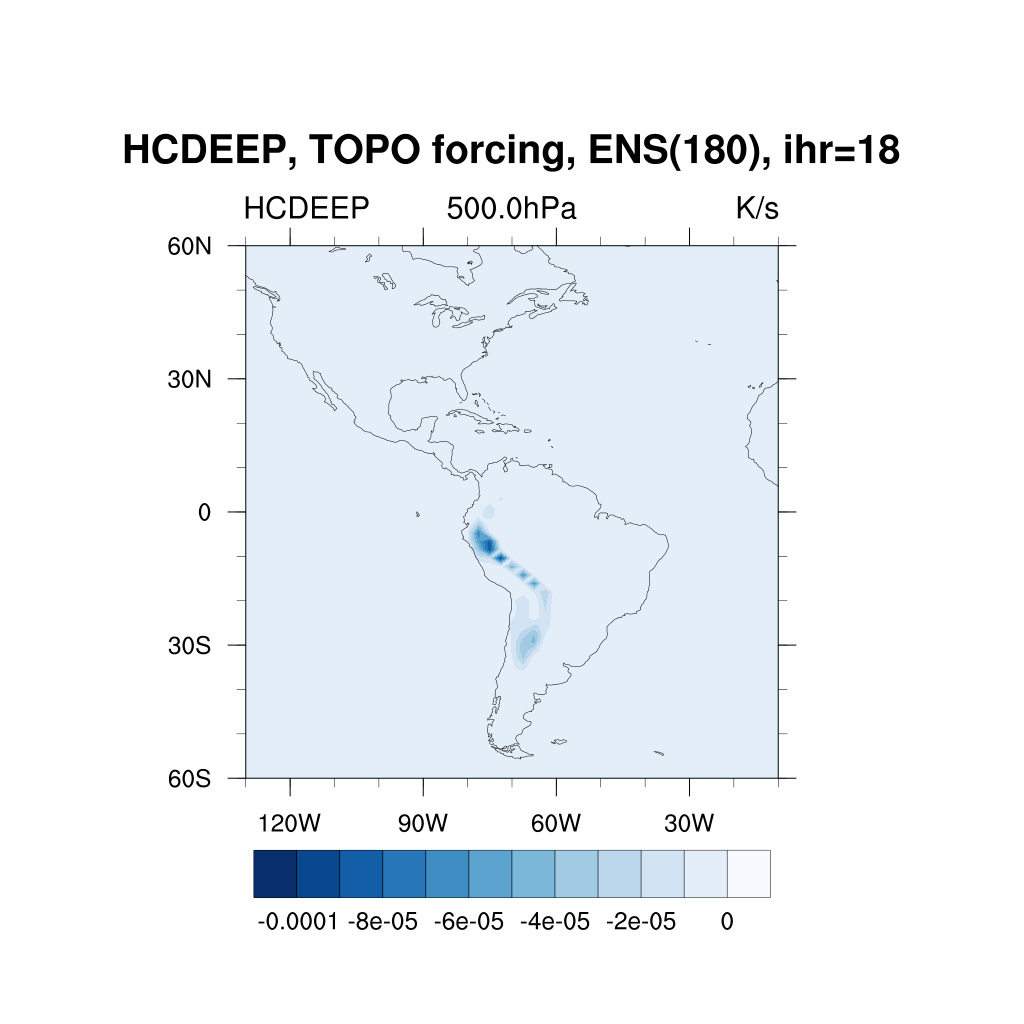 HCDEEP, TOPO forcing, ENS(180), ihr=18
HCDEEP 500.0hPa K/s
60N
30N
0
30S
60S
120W 90W 60W 30W
-0.0001 -8e-05 -6e-05 -4e-05 -2e-05 0